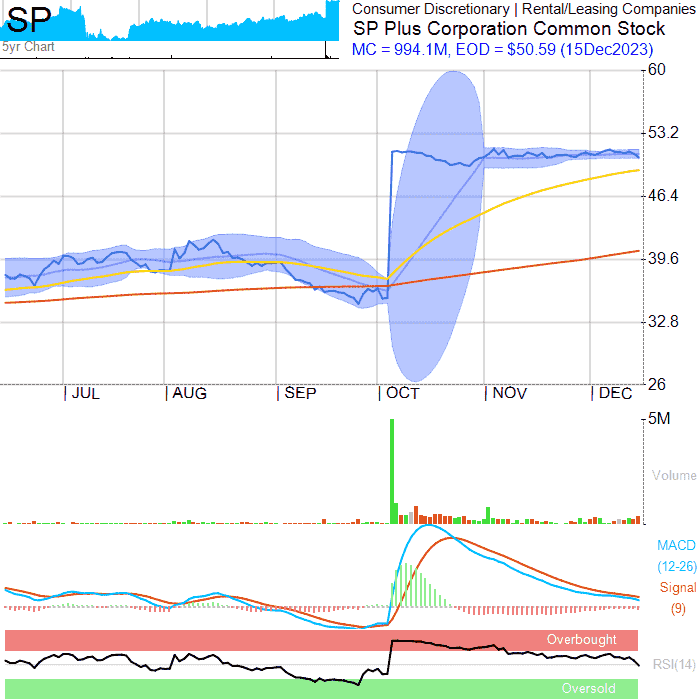 SP
5yr Chart
Consumer Discretionary | Rental/Leasing Companies
SP Plus Corporation Common Stock
MC = 994.1M, EOD = $50.59 (15Dec2023)
60
53.2
46.4
39.6
32.8
26
JUL
AUG
SEP
OCT
NOV
DEC
5M
Volume
MACD
(12-26)
Signal
(9)
Overbought
RSI(14)
Oversold